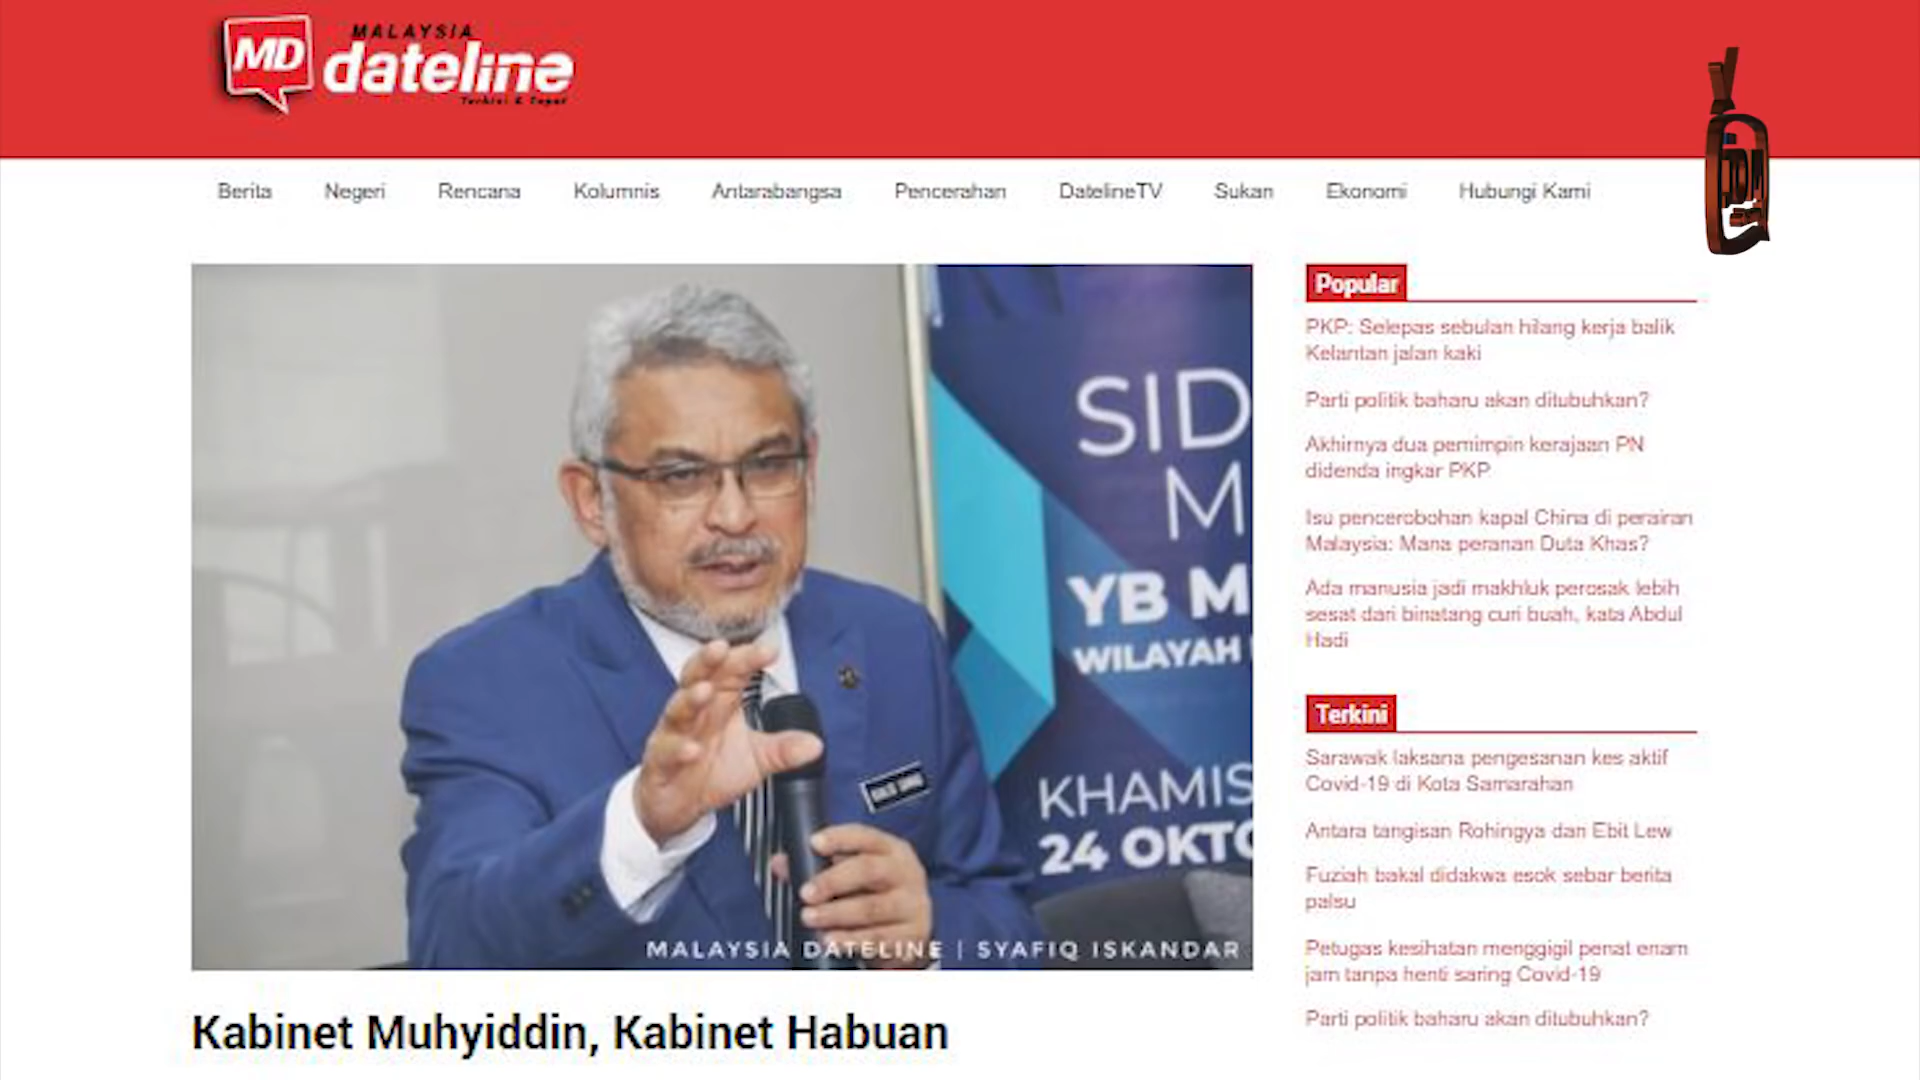 MD
MALAYSIA
dateline
Terkini & Tepat
Berita Negeri Rencana Kolumnis Antarabangsa Pencerahan DatelineTV Sukan Ekonomi Hubungi Kami
SID
M
YB M
WILAYAH
KHAMIS
24 OKTO
MALAYSIA DATELINE | SYAFIQ ISKANDAR
Kabinet Muhyiddin, Kabinet Habuan
Popular
PKP: Selepas sebulan hilang kerja balik
Kelantan jalan kaki
Parti politik baharu akan ditubuhkan?
Akhirnya dua pemimpin kerajaan PN
didenda ingkar PKP
Isu pencerobohan kapal China di perairan
Malaysia: Mana peranan Duta Khas?
Ada manusia jadi makhluk perosak lebih
sesat dari binatang curi buah, kata Abdul
Hadi
Terkini
Sarawak laksana pengesanan kes aktif
Covid-19 di Kota Samarahan
Antara tangisan Rohingya dan Ebit Lew
Fuziah bakal didakwa esok sebar berita
palsu
Petugas kesihatan menggigil penat enam
jam tanpa henti saring Covid-19
Parti politik baharu akan ditubuhkan?